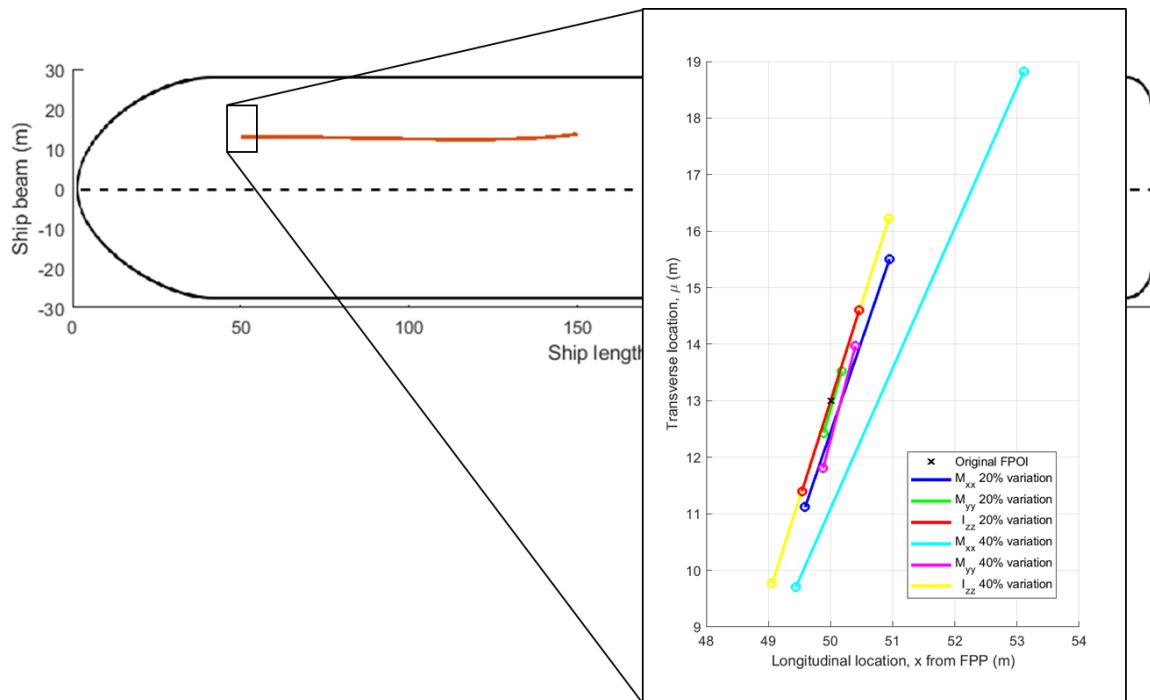 30
20
10
0
-10
-20
-30
Ship beam (m)
0
50
100
150
Ship length
19
18
17
16
15
14
13
12
11
10
9
Transverse location, μ (m)
48
49
50
51
52
53
54
Longitudinal location, x from FPP (m)
Original FPOI
M_xx 20% variation
M_yy 20% variation
I_zz 20% variation
M_xx 40% variation
M_yy 40% variation
I_zz 40% variation